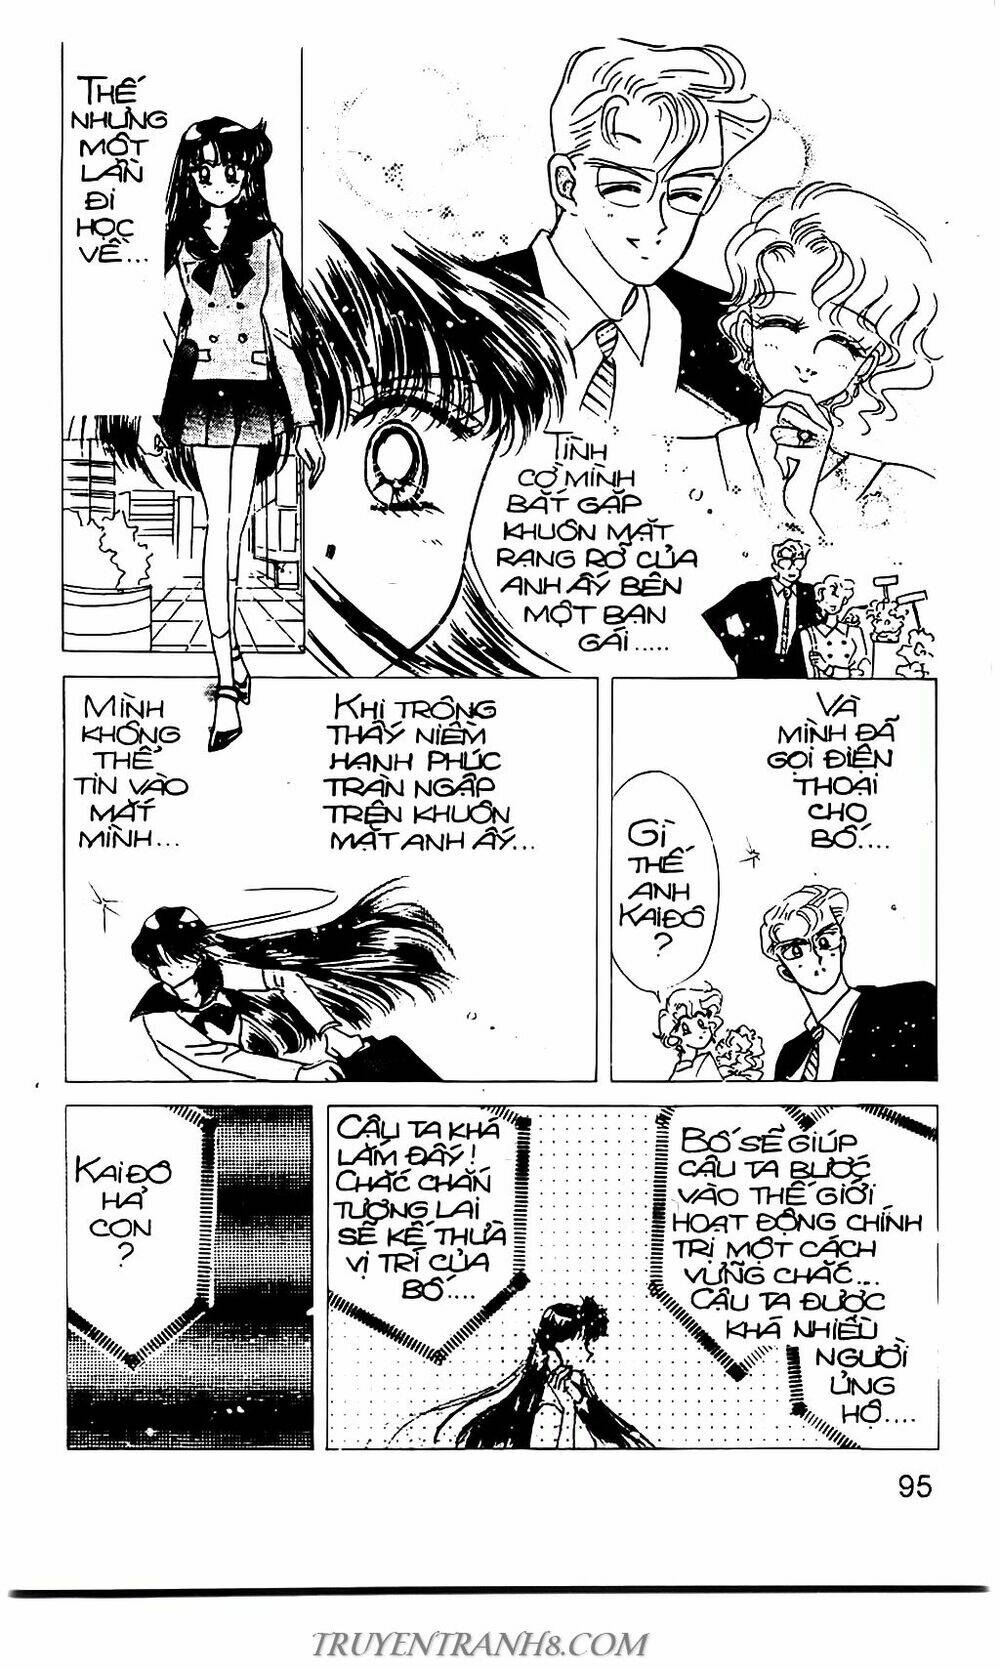 THẾ
NHƯNG
MỘT
LẦN
ĐI
HỌC
VỀ...
TÌNH
CỜ MÌNH
BẮT GẶP
KHUÔN MẶT
RẠNG RỠ CỦA
ANH ẤY BÊN
MỘT BẠN
GÁI.....
MÌNH
KHÔNG
THỂ
TIN VÀO
MẮT
MÌNH...
KHI TRÔNG
THẤY NIỀM
HẠNH PHÚC
TRÀN NGẬP
TRÊN KHUÔN
MẶT ANH ẤY...
VÀ
MÌNH ĐÃ
GỌI ĐIỆN
THOẠI
CHO
BỐ....
GÌ
THẾ
ANH
KAIĐÔ
?
KAIĐÔ
HẢ
CON
?
CẬU TA KHÁ
LẮM ĐẤY!
CHẮC CHẮN
TƯƠNG LAI
SẼ KẾ THỪA
VỊ TRÍ CỦA
BỐ....
BỐ SẼ GIÚP
CẬU TA BƯỚC
VÀO THẾ GIỚI
HOẠT ĐỘNG CHÍNH
TRỊ MỘT CÁCH
VỮNG CHẮC...
CẬU TA ĐƯỢC
KHÁ NHIỀU
NGƯỜI
ỦNG
HỘ....
95
TRUYENTRANH8.COM